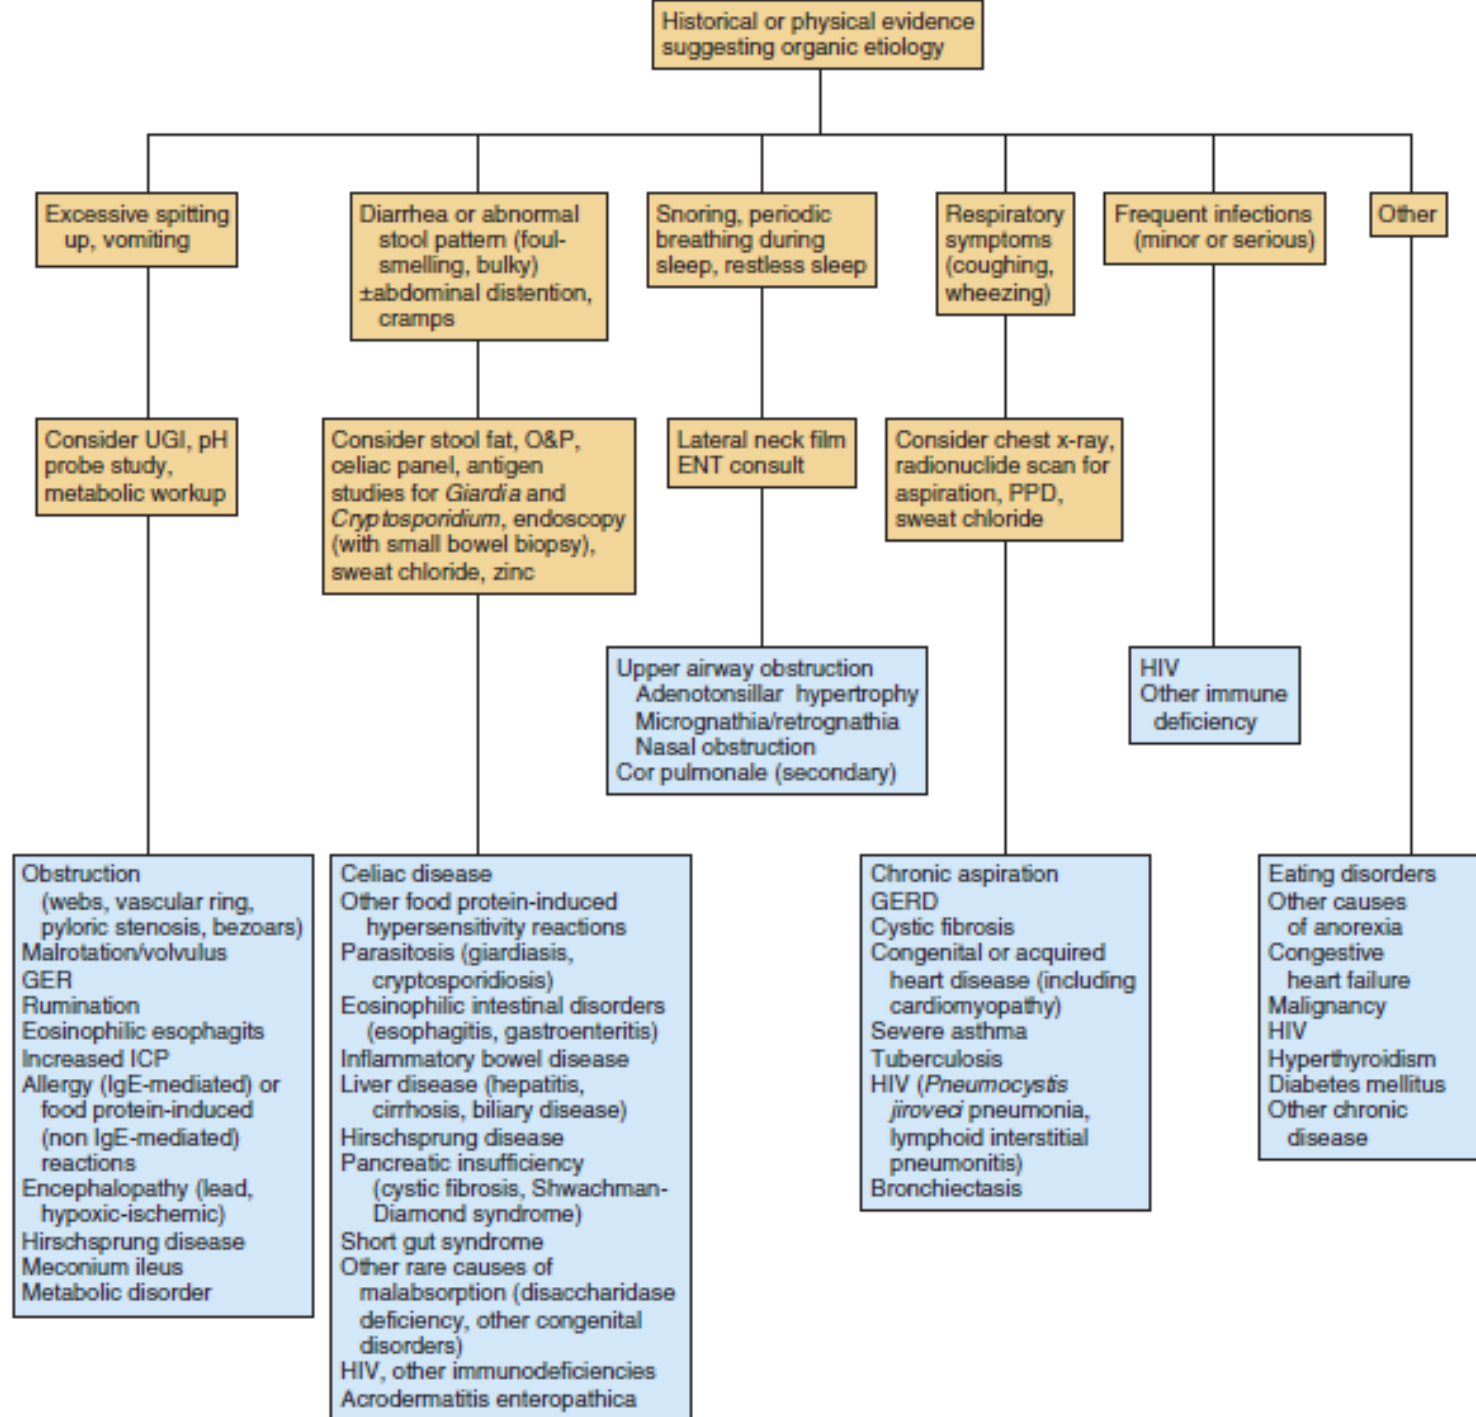 Historical or physical evidence
suggesting organic etiology
Excessive spitting
up, vomiting
Diarrhea or abnormal
stool pattern (foul-
smelling, bulky)
±abdominal distention,
cramps
Snoring, periodic
breathing during
sleep, restless sleep
Respiratory
symptoms
(coughing,
wheezing)
Frequent infections
(minor or serious)
Other
Consider UGI, pH
probe study,
metabolic workup
Consider stool fat, O&P,
celiac panel, antigen
studies for Giardia and
Cryptosporidium, endoscopy
(with small bowel biopsy),
sweat chloride, zinc
Lateral neck film
ENT consult
Consider chest x-ray,
radionuclide scan for
aspiration, PPD,
sweat chloride
Upper airway obstruction
Adenotonsillar hypertrophy
Micrognathia/retrognathia
Nasal obstruction
Cor pulmonale (secondary)
HIV
Other immune
deficiency
Obstruction
(webs, vascular ring,
pyloric stenosis, bezoars)
Malrotation/volvulus
GER
Rumination
Eosinophilic esophagits
Increased ICP
Allergy (IgE-mediated) or
food protein-induced
(non IgE-mediated)
reactions
Encephalopathy (lead,
hypoxic-ischemic)
Hirschsprung disease
Meconium ileus
Metabolic disorder
Celiac disease
Other food protein-induced
hypersensitivity reactions
Parasitosis (giardiasis,
cryptosporidiosis)
Eosinophilic intestinal disorders
(esophagitis, gastroenteritis)
Inflammatory bowel disease
Liver disease (hepatitis,
cirrhosis, biliary disease)
Hirschsprung disease
Pancreatic insufficiency
(cystic fibrosis, Shwachman-
Diamond syndrome)
Short gut syndrome
Other rare causes of
malabsorption (disaccharidase
deficiency, other congenital
disorders)
HIV, other immunodeficiencies
Acrodermatitis enteropathica
Chronic aspiration
GERD
Cystic fibrosis
Congenital or acquired
heart disease (including
cardiomyopathy)
Severe asthma
Tuberculosis
HIV (Pneumocystis
jiroveci pneumonia,
lymphoid interstitial
pneumonitis)
Bronchiectasis
Eating disorders
Other causes
of anorexia
Congestive
heart failure
Malignancy
HIV
Hyperthyroidism
Diabetes mellitus
Other chronic
disease